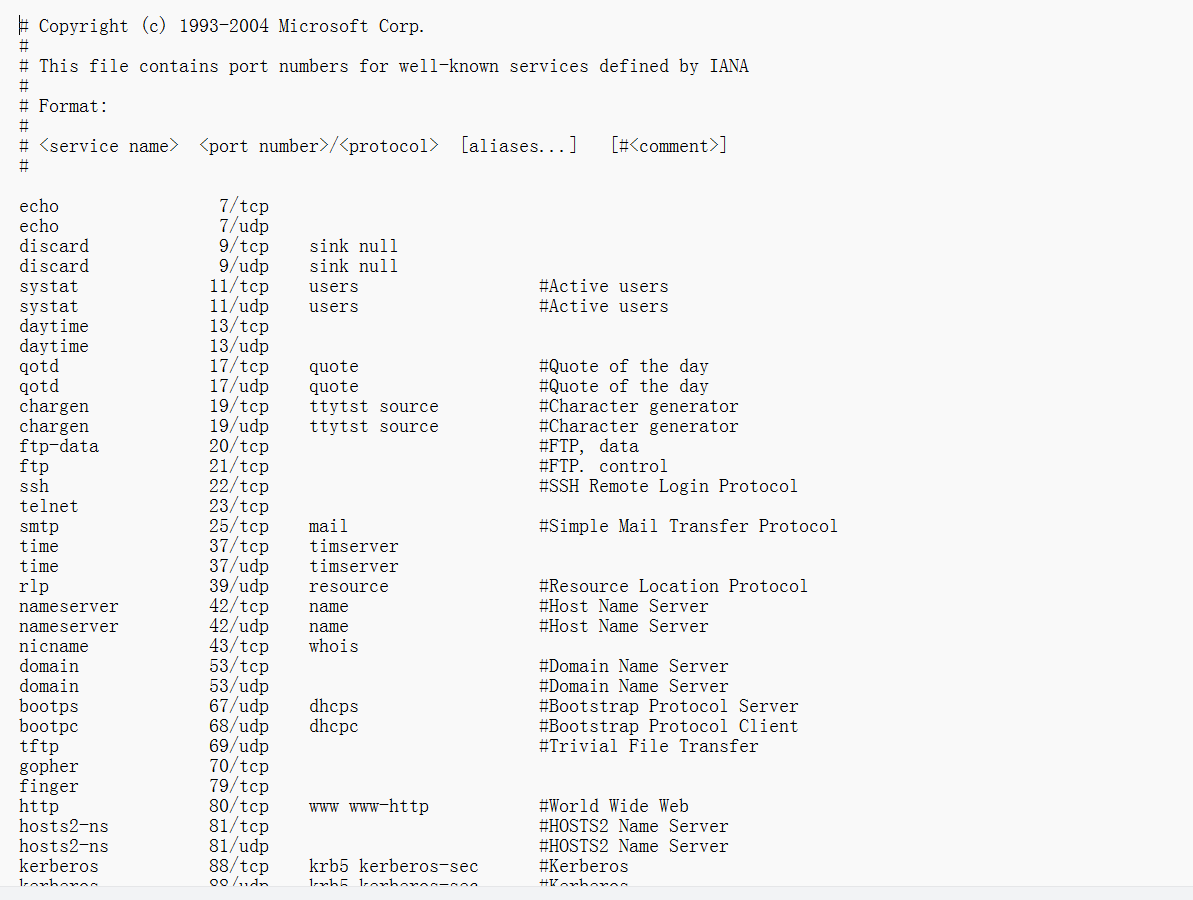 # Copyright (c) 1993-2004 Microsoft Corp.
#
# This file contains port numbers for well-known services defined by IANA
#
# Format:
#
# <service name>  <port number>/<protocol>  [aliases...]   [#<comment>]
#

echo                7/tcp
echo                7/udp
discard             9/tcp    sink null
discard             9/udp    sink null
systat             11/tcp    users                  #Active users
systat             11/udp    users                  #Active users
daytime            13/tcp
daytime            13/udp
qotd               17/tcp    quote                  #Quote of the day
qotd               17/udp    quote                  #Quote of the day
chargen            19/tcp    ttytst source          #Character generator
chargen            19/udp    ttytst source          #Character generator
ftp-data           20/tcp                           #FTP, data
ftp                21/tcp                           #FTP. control
ssh                22/tcp                           #SSH Remote Login Protocol
telnet             23/tcp
smtp               25/tcp    mail                   #Simple Mail Transfer Protocol
time               37/tcp    timserver
time               37/udp    timserver
rlp                39/udp    resource               #Resource Location Protocol
nameserver         42/tcp    name                   #Host Name Server
nameserver         42/udp    name                   #Host Name Server
nicname            43/tcp    whois
domain             53/tcp                           #Domain Name Server
domain             53/udp                           #Domain Name Server
bootps             67/udp    dhcps                  #Bootstrap Protocol Server
bootpc             68/udp    dhcpc                  #Bootstrap Protocol Client
tftp               69/udp                           #Trivial File Transfer
gopher             70/tcp
finger             79/tcp
http               80/tcp    www www-http           #World Wide Web
hosts2-ns          81/tcp                           #HOSTS2 Name Server
hosts2-ns          81/udp                           #HOSTS2 Name Server
kerberos           88/tcp    krb5 kerberos-sec      #Kerberos
kerberos           88/udp    krb5 kerberos-sec      #Kerberos